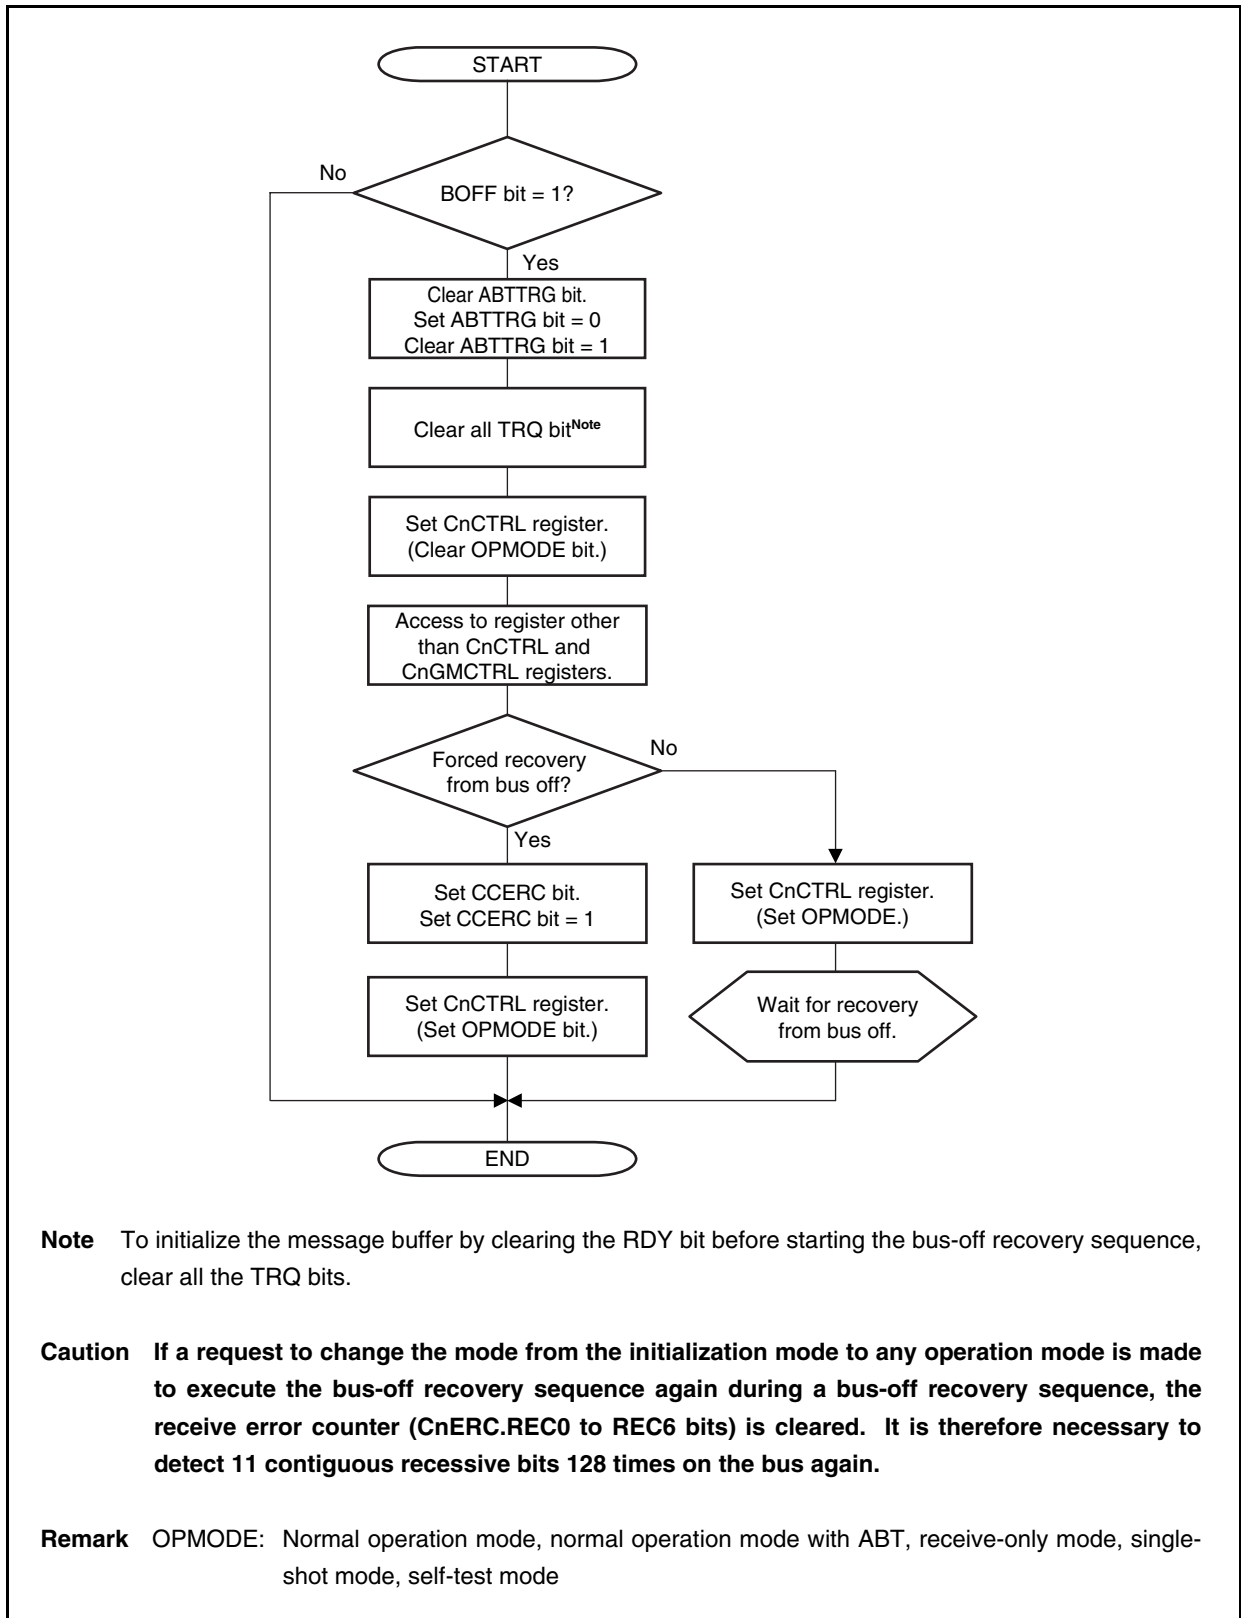 START
No
BOFF bit = 1?
Yes
Clear ABTTRG bit.
Set ABTTRG bit = 0
Clear ABTTRG bit = 1
Clear all TRQ bitNote
Set CnCTRL register.
(Clear OPMODE bit.)
Access to register other
than CnCTRL and
CnGMCTRL registers.
Forced recovery
from bus off?
No
Yes
Set CCERC bit.
Set CCERC bit = 1
Set CnCTRL register.
(Set OPMODE.)
Set CnCTRL register.
(Set OPMODE bit.)
Wait for recovery
from bus off.
END
Note To initialize the message buffer by clearing the RDY bit before starting the bus-off recovery sequence,
clear all the TRQ bits.
Caution If a request to change the mode from the initialization mode to any operation mode is made
to execute the bus-off recovery sequence again during a bus-off recovery sequence, the
receive error counter (CnERC.REC0 to REC6 bits) is cleared. It is therefore necessary to
detect 11 contiguous recessive bits 128 times on the bus again.
Remark OPMODE: Normal operation mode, normal operation mode with ABT, receive-only mode, single-
shot mode, self-test mode